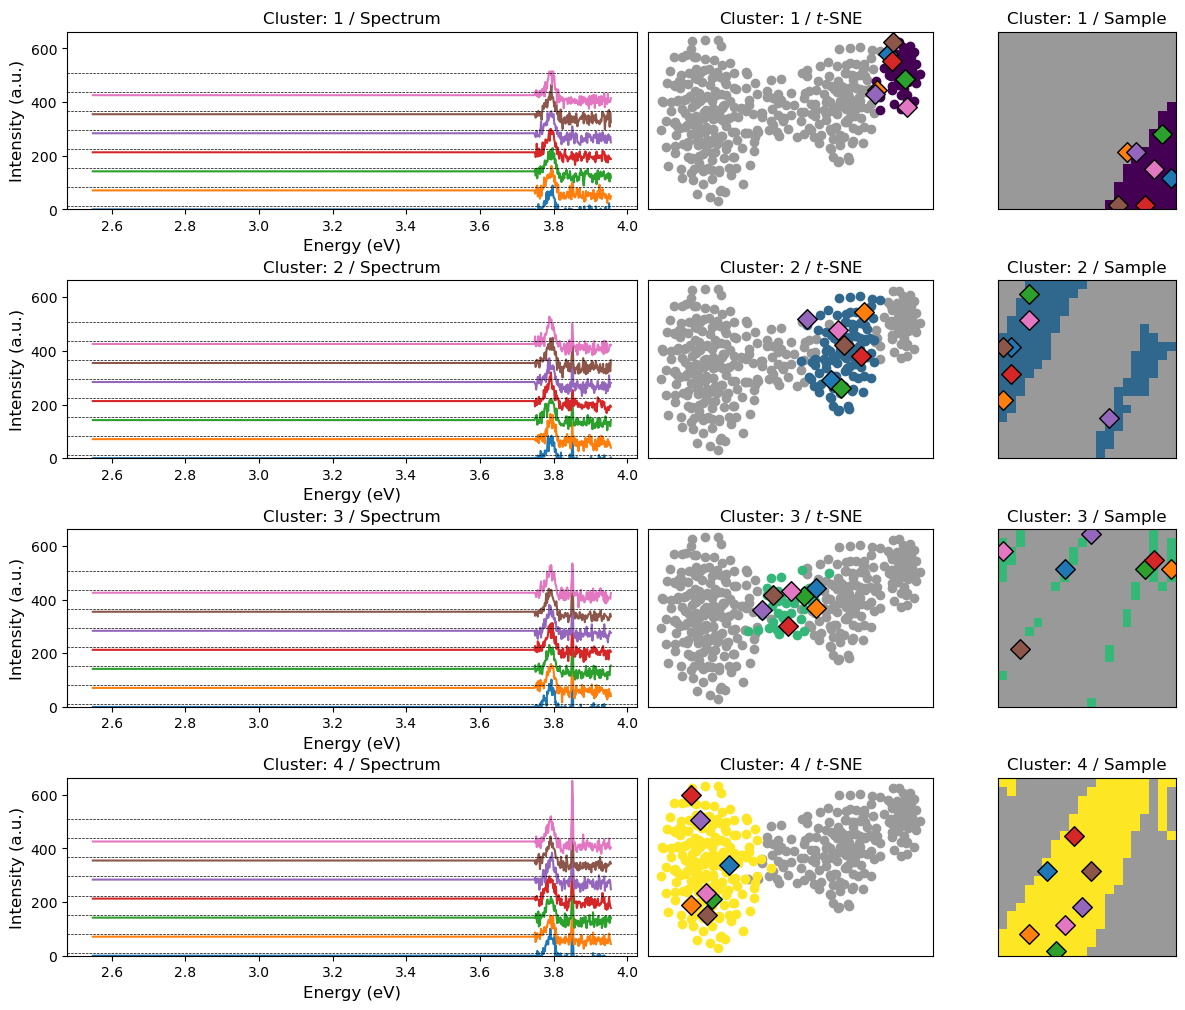 Cluster: 1 / Spectrum
Cluster: 1 / t-SNE
Cluster: 1 / Sample
Intensity (a.u.)
600
400
200
0
2.6 2.8 3.0 3.2 3.4 3.6 3.8 4.0
Energy (eV)
Cluster: 2 / Spectrum
Cluster: 2 / t-SNE
Cluster: 2 / Sample
Intensity (a.u.)
600
400
200
0
2.6 2.8 3.0 3.2 3.4 3.6 3.8 4.0
Energy (eV)
Cluster: 3 / Spectrum
Cluster: 3 / t-SNE
Cluster: 3 / Sample
Intensity (a.u.)
600
400
200
0
2.6 2.8 3.0 3.2 3.4 3.6 3.8 4.0
Energy (eV)
Cluster: 4 / Spectrum
Cluster: 4 / t-SNE
Cluster: 4 / Sample
Intensity (a.u.)
600
400
200
0
2.6 2.8 3.0 3.2 3.4 3.6 3.8 4.0
Energy (eV)